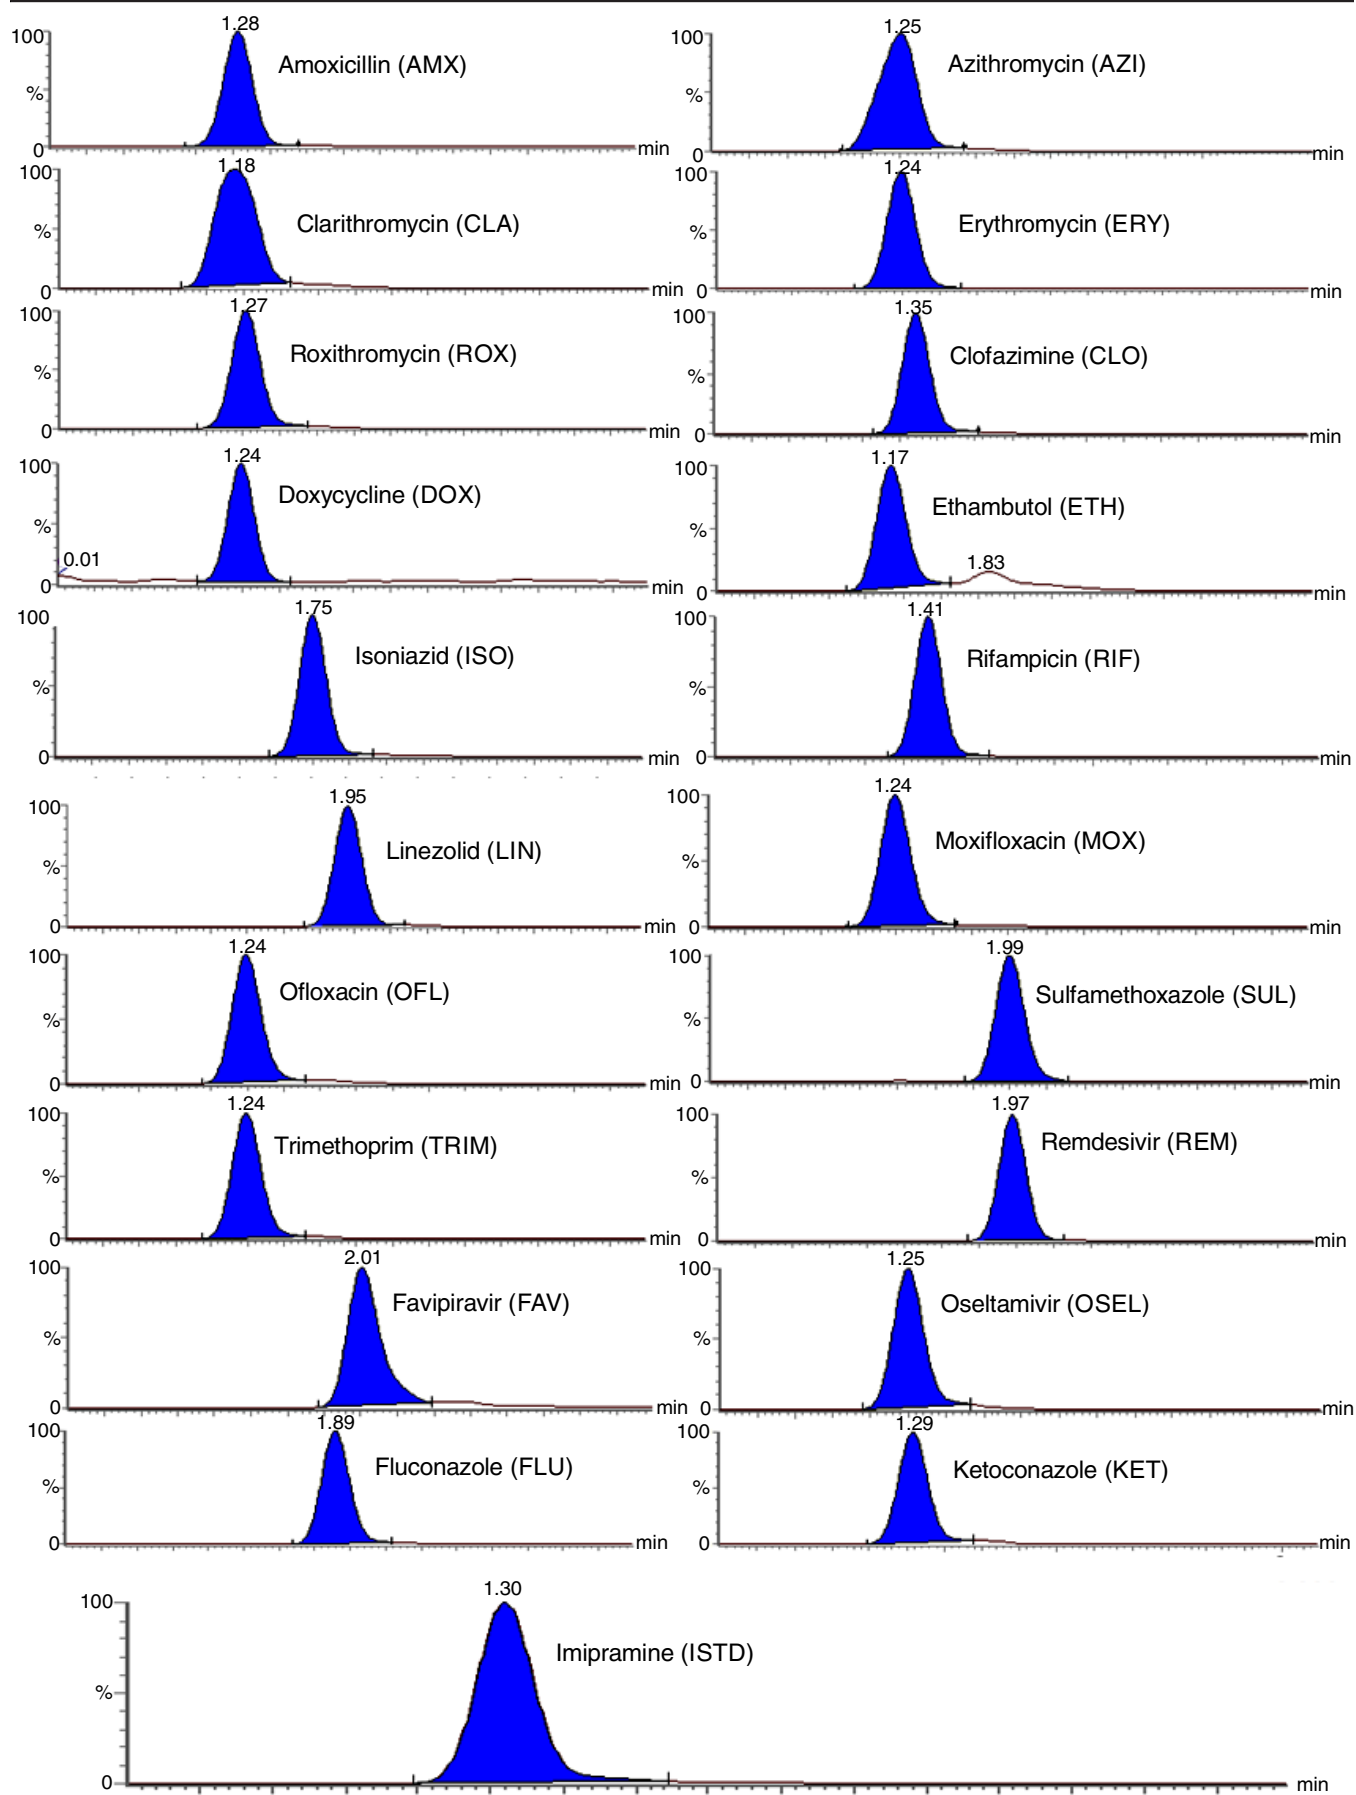 1.28
100
Amoxicillin (AMX)
%
0
min
1.25
100
Azithromycin (AZI)
%
0
min
1.18
100
Clarithromycin (CLA)
%
0
min
1.24
100
Erythromycin (ERY)
%
0
min
1.27
100
Roxithromycin (ROX)
%
0
min
1.35
100
Clofazimine (CLO)
%
0
min
1.24
100
Doxycycline (DOX)
%
0.01
0
min
1.17
100
Ethambutol (ETH)
%
1.83
0
min
1.75
100
Isoniazid (ISO)
%
0
min
1.41
100
Rifampicin (RIF)
%
0
min
1.95
100
Linezolid (LIN)
%
0
min
1.24
100
Moxifloxacin (MOX)
%
0
min
1.24
100
Ofloxacin (OFL)
%
0
min
1.99
100
Sulfamethoxazole (SUL)
%
0
min
1.24
100
Trimethoprim (TRIM)
%
0
min
1.97
100
Remdesivir (REM)
%
0
min
2.01
100
Favipiravir (FAV)
%
0
min
1.25
100
Oseltamivir (OSEL)
%
0
min
1.89
100
Fluconazole (FLU)
%
0
min
1.29
100
Ketoconazole (KET)
%
0
min
1.30
100
Imipramine (ISTD)
%
0
min